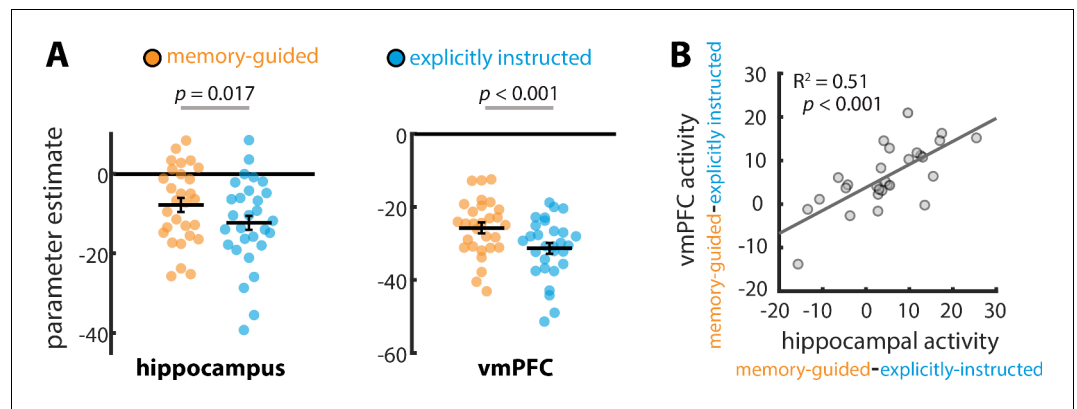 A
memory-guided
explicitly instructed
p = 0.017
p < 0.001
parameter estimate
0
-20
-40
hippocampus
0
-20
-40
-60
vmPFC
B
vmPFC activity
memory-guided-explicitly instructed
R² = 0.51
p < 0.001
30
20
10
0
-10
-20
-20 -10 0 10 20 30
hippocampal activity
memory-guided-explicitly-instructed